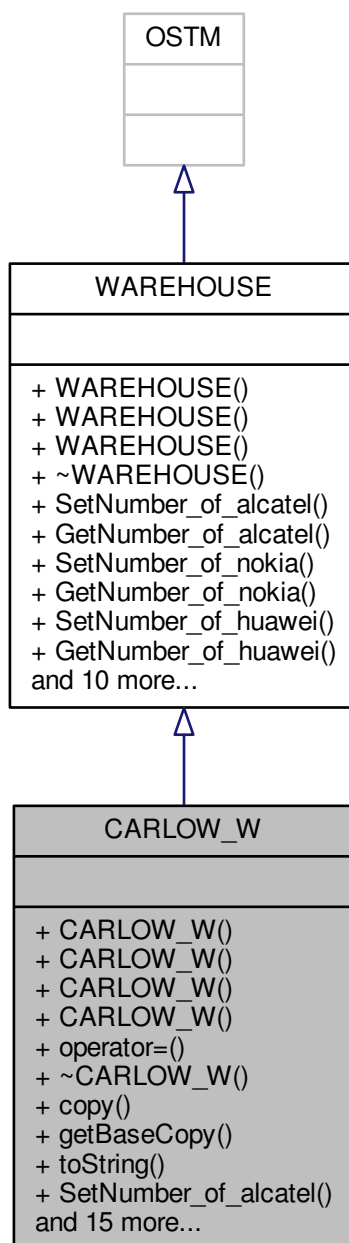 OSTM
WAREHOUSE
+ WAREHOUSE()
+ WAREHOUSE()
+ WAREHOUSE()
+ ~WAREHOUSE()
+ SetNumber_of_alcatel()
+ GetNumber_of_alcatel()
+ SetNumber_of_nokia()
+ GetNumber_of_nokia()
+ SetNumber_of_huawei()
+ GetNumber_of_huawei()
and 10 more...
CARLOW_W
+ CARLOW_W()
+ CARLOW_W()
+ CARLOW_W()
+ CARLOW_W()
+ operator=()
+ ~CARLOW_W()
+ copy()
+ getBaseCopy()
+ toString()
+ SetNumber_of_alcatel()
and 15 more...